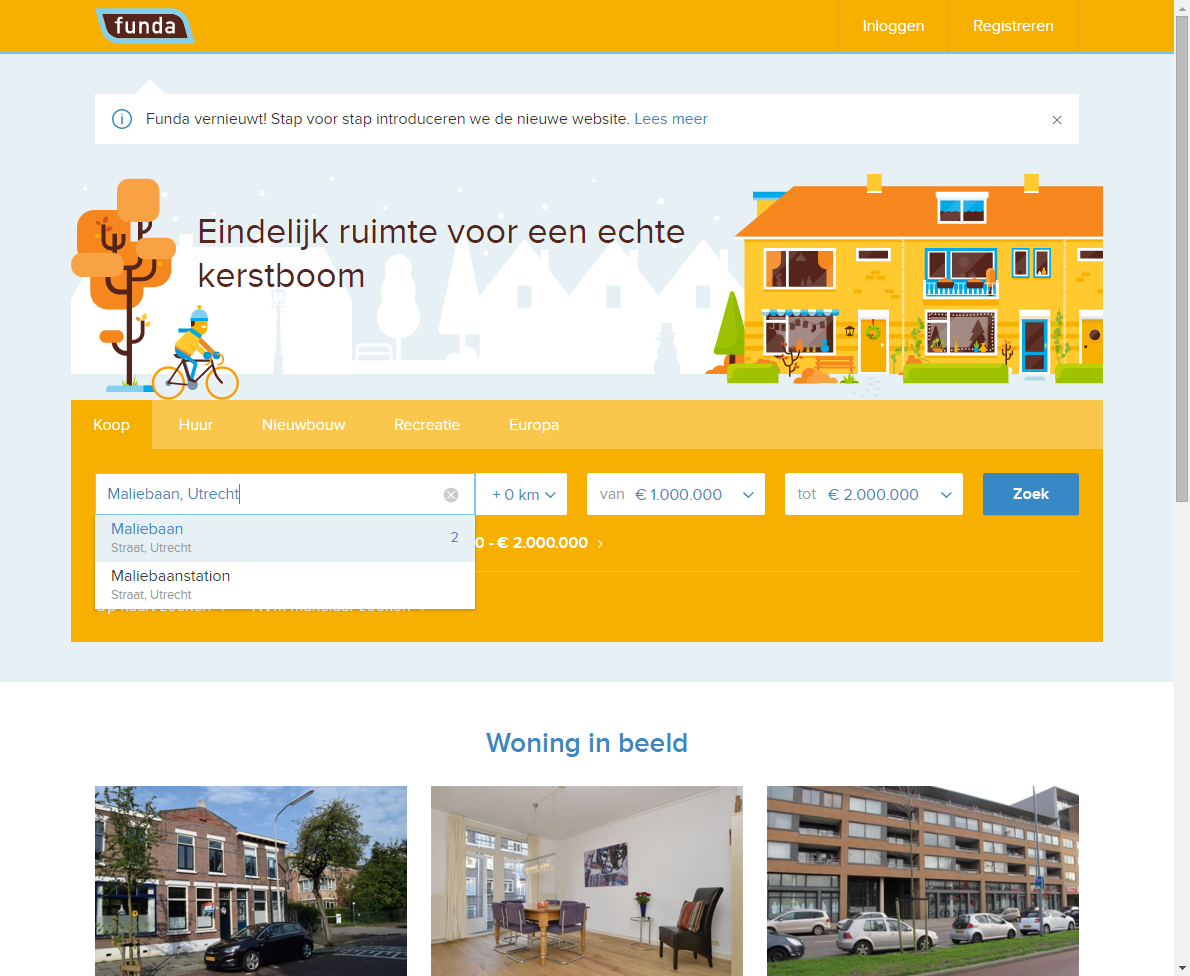 funda
Inloggen
Registreren
Funda vernieuwt! Stap voor stap introduceren we de nieuwe website. Lees meer
Eindelijk ruimte voor een echte
kerstboom
Koop
Huur
Nieuwbouw
Recreatie
Europa
Maliebaan, Utrecht
+ 0 km
van € 1.000.000
tot € 2.000.000
Zoek
Maliebaan
Straat, Utrecht
2
0 - € 2.000.000
Maliebaanstation
Straat, Utrecht
Woning in beeld